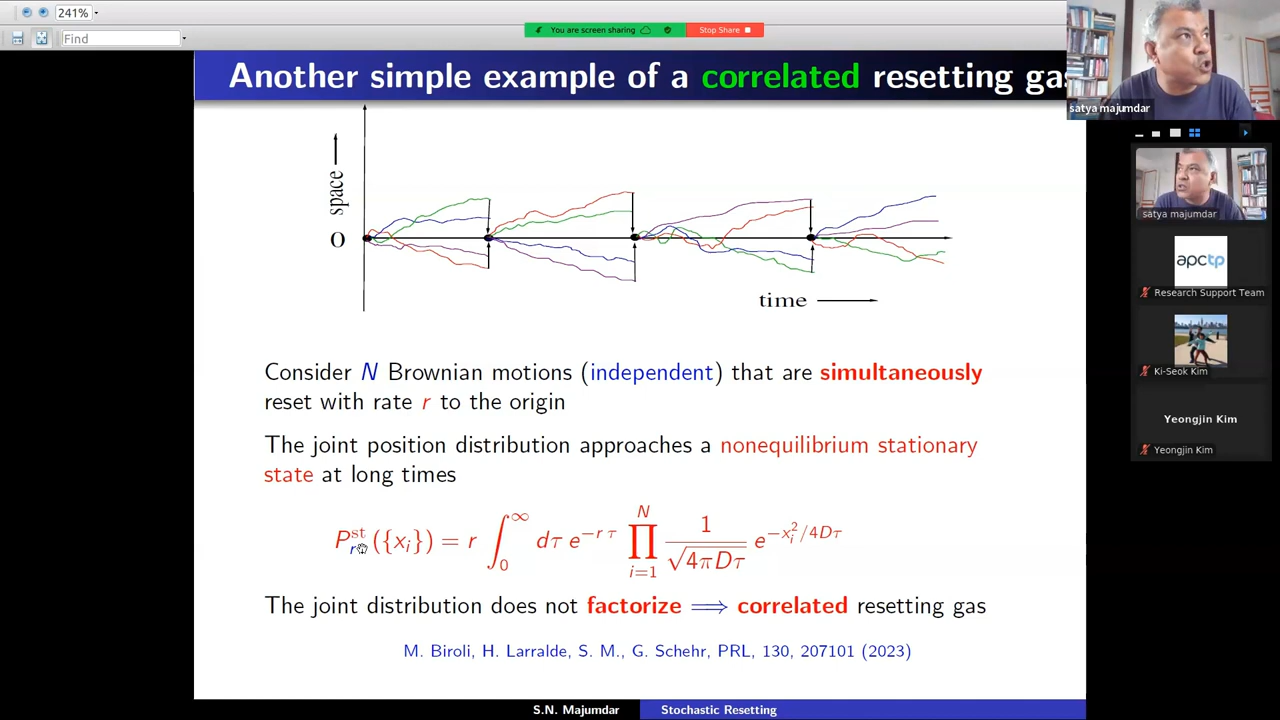 241%
You are screen sharing
Stop Share
Find
Another simple example of a correlated resetting gas
satya majumdar
space
O
time
Consider N Brownian motions (independent) that are simultaneously
reset with rate r to the origin
The joint position distribution approaches a nonequilibrium stationary
state at long times
P_r^{st}({x_i}) = r ∫_0^∞ dτ e^{-r τ} ∏_{i=1}^N 1/√(4πDτ) e^{-x_i^2/4Dτ}
The joint distribution does not factorize ⟹ correlated resetting gas
M. Biroli, H. Larralde, S. M., G. Schehr, PRL, 130, 207101 (2023)
S.N. Majumdar
Stochastic Resetting
satya majumdar
apctp
Research Support Team
Ki-Seok Kim
Yeongjin Kim
Yeongjin Kim